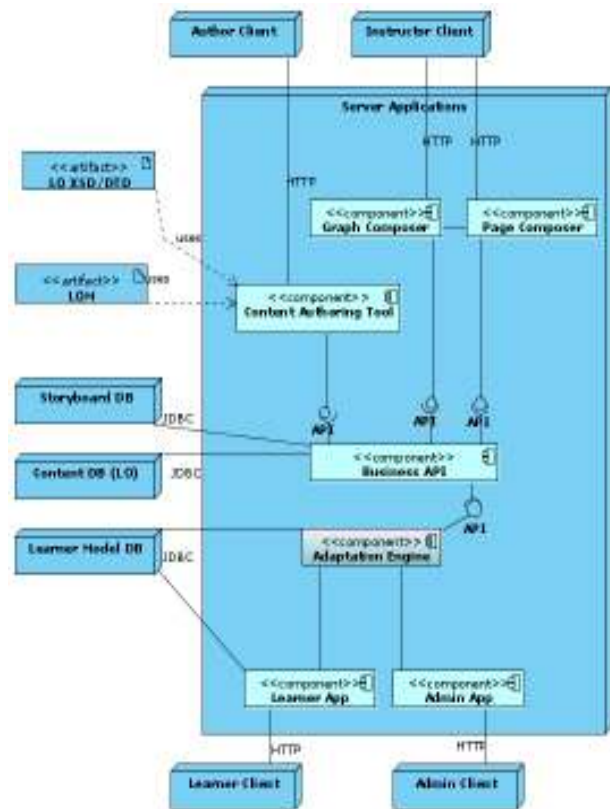 Author Client
Instructor Client
Server Applications
HTTP
HTTP
HTTP
<<artifact>>
LO XSD/DTD
uses
<<component>>
Graph Composer
<<component>>
Page Composer
<<artifact>>
LOM
uses
<<component>>
Content Authoring Tool
Storyboard DB
JDBC
API
API
API
Content DB (LO)
JDBC
<<component>>
Business API
API
Learner Model DB
JDBC
<<component>>
Adaptation Engine
<<component>>
Learner App
<<component>>
Admin App
HTTP
HTTP
Learner Client
Admin Client